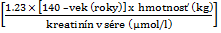 [1.23 × [140 –vek (roky)] x hmotnosť (kg)
kreatinín v sére (μmol/l)]